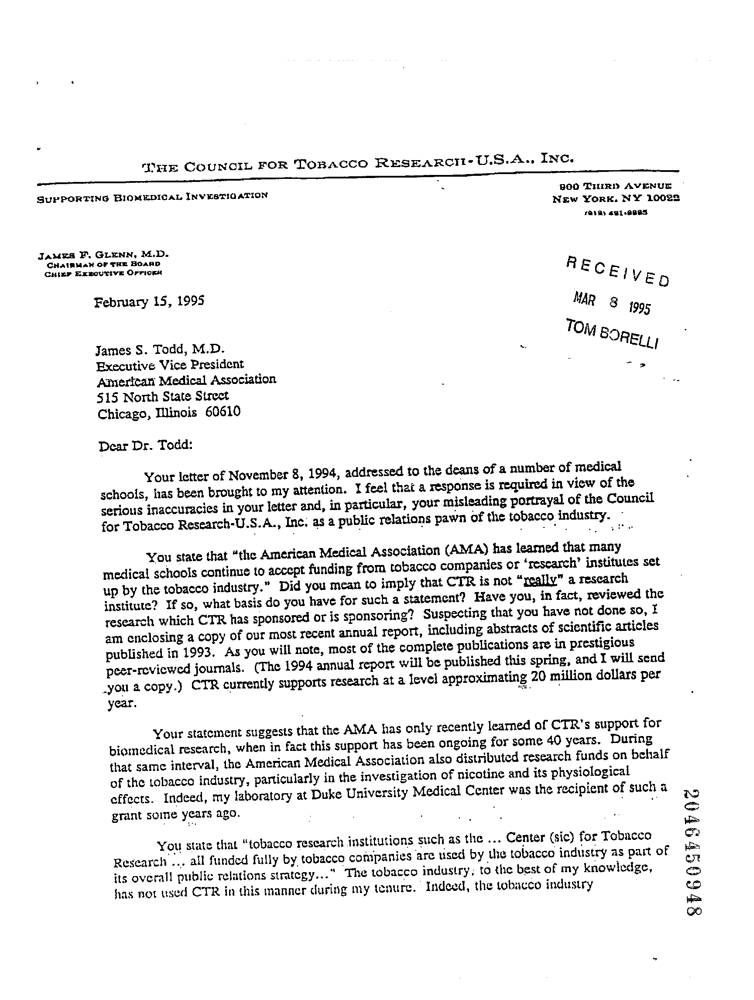 THE COUNCIL FOR TOBACCO RESEARCH-U.S.A., INC.
SUPPORTING BIOMEDICAL INVESTIGATION
900 THIRD AVENUE
NEW YORK, NY 10022
JAMES F. GLENN, M.D.
CHAIRMAN OF THE BOARD
CHIEF EXECUTIVE OFFICER
RECEIVED
MAR 8 1995
TOM BORELLI
February 15, 1995
James S. Todd, M.D.
Executive Vice President
American Medical Association
515 North State Street
Chicago, Illinois 60610
Dear Dr. Todd:
Your letter of November 8, 1994, addressed to the deans of a number of medical
schools, has been brought to my attention. I feel that a response is required in view of the
serious inaccuracies in your letter and, in particular, your misleading portrayal of the Council
for Tobacco Research-U.S.A., Inc. as a public relations pawn of the tobacco industry.
You state that "the American Medical Association (AMA) has learned that many
medical schools continue to accept funding from tobacco companies or 'research' institutes set
up by the tobacco industry." Did you mean to imply that CTR is not "really" a research
institute? If so, what basis do you have for such a statement? Have you, in fact, reviewed the
research which CTR has sponsored or is sponsoring? Suspecting that you have not done so, I
am enclosing a copy of our most recent annual report, including abstracts of scientific articles
published in 1993. As you will note, most of the complete publications are in prestigious
peer-reviewed journals. (The 1994 annual report will be published this spring, and I will send
you a copy.) CTR currently supports research at a level approximating 20 million dollars per
year.
Your statement suggests that the AMA has only recently learned of CTR's support for
biomedical research, when in fact this support has been ongoing for some 40 years. During
that same interval, the American Medical Association also distributed research funds on behalf
of the tobacco industry, particularly in the investigation of nicotine and its physiological
effects. Indeed, my laboratory at Duke University Medical Center was the recipient of such a
grant some years ago.
You state that "tobacco research institutions such as the ... Center (sic) for Tobacco
Research ... all funded fully by tobacco companies are used by the tobacco industry as part of
its overall public relations strategy..." The tobacco industry, to the best of my knowledge,
has not used CTR in this manner during my tenure. Indeed, the tobacco industry
2046450948